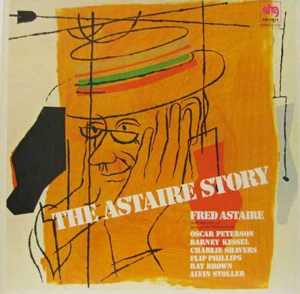 THE ASTAIRE STORY
FRED ASTAIRE
OSCAR PETERSON
BARNEY KESSEL
CHARLIE SHAVERS
FLIP PHILLIPS
RAY BROWN
ALVIN STOLLER